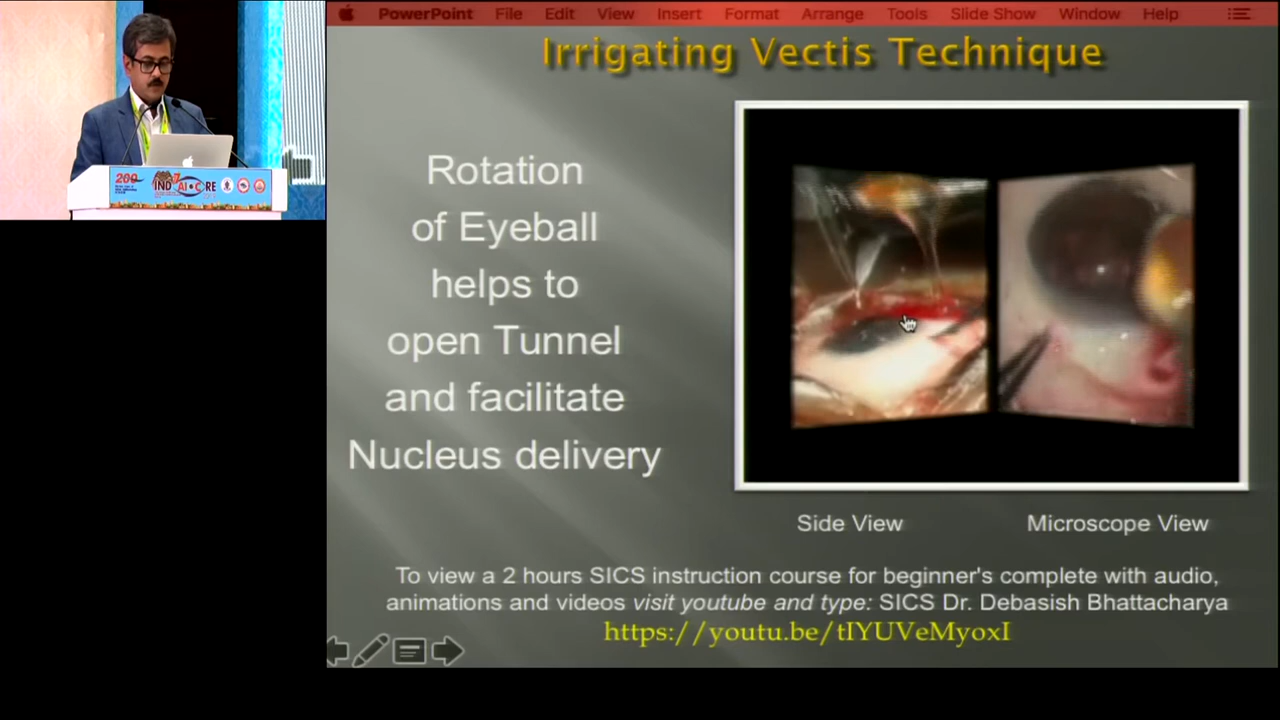 PowerPoint File Edit View Insert Format Arrange Tools Slide Show Window Help
Irrigating Vectis Technique
Rotation
of Eyeball
helps to
open Tunnel
and facilitate
Nucleus delivery
Side View
Microscope View
To view a 2 hours SICS instruction course for beginner's complete with audio,
animations and videos visit youtube and type: SICS Dr. Debasish Bhattacharya
https://youtu.be/tIYUVeMyoxI
200